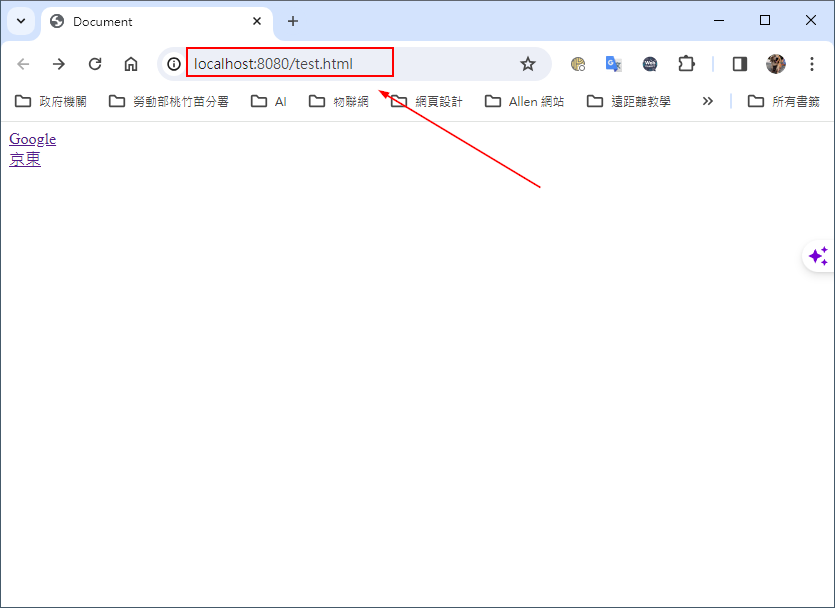 Document
localhost:8080/test.html
政府機關 勞動部桃竹苗分署 AI 物聯網 網頁設計 Allen 網站 遠距離教學 » 所有書籤
Google
京東